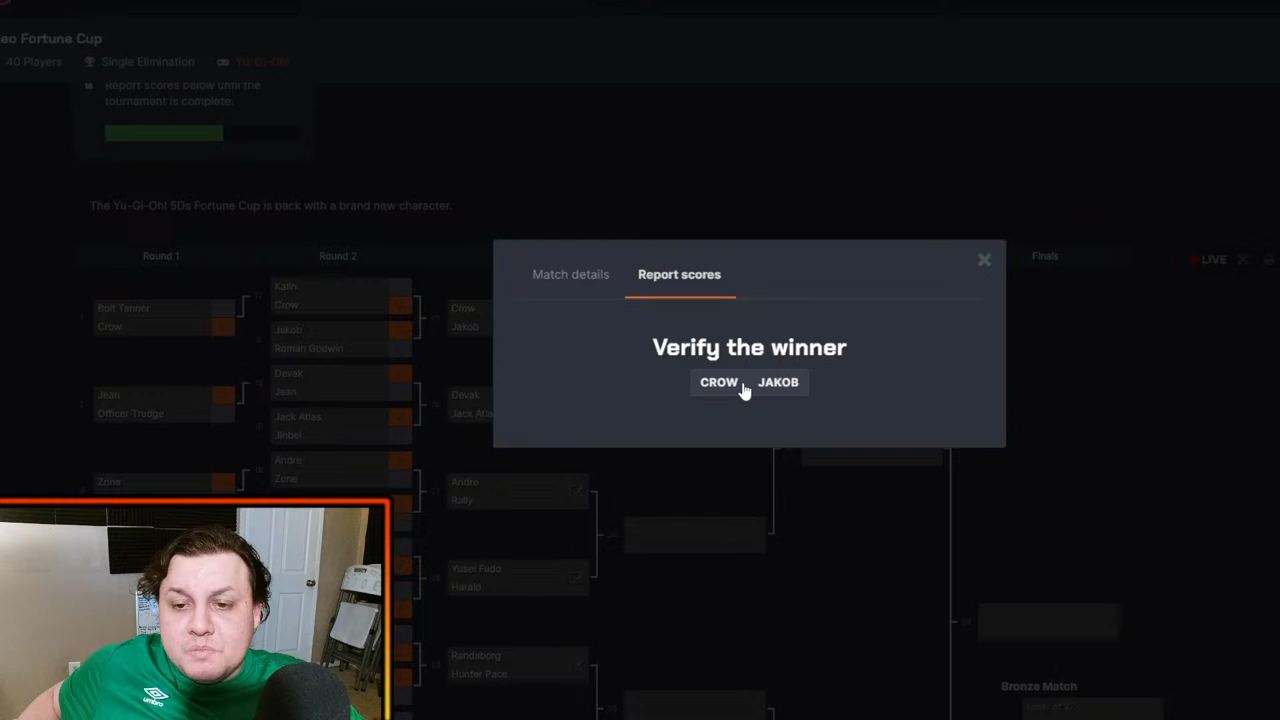 eo Fortune Cup
40 Players Single Elimination Yu-Gi-Oh!
Report scores below until the
tournament is complete.
The Yu-Gi-Oh! 5Ds Fortune Cup is back with a brand new character.
Round 1 Round 2 Finals LIVE
Match details Report scores
Verify the winner
CROW JAKOB
Bolt Tanner
Crow
Jean
Officer Trudge
Zone
Kalin
Crow
Jakob
Roman Godwin
Devak
Jean
Jack Atlas
Jinbei
Andre
Zone
Crow
Jakob
Devak
Jack Atlas
Andre
Rally
Yusei Fudo
Harald
Randaborg
Hunter Pace
Bronze Match
umbro